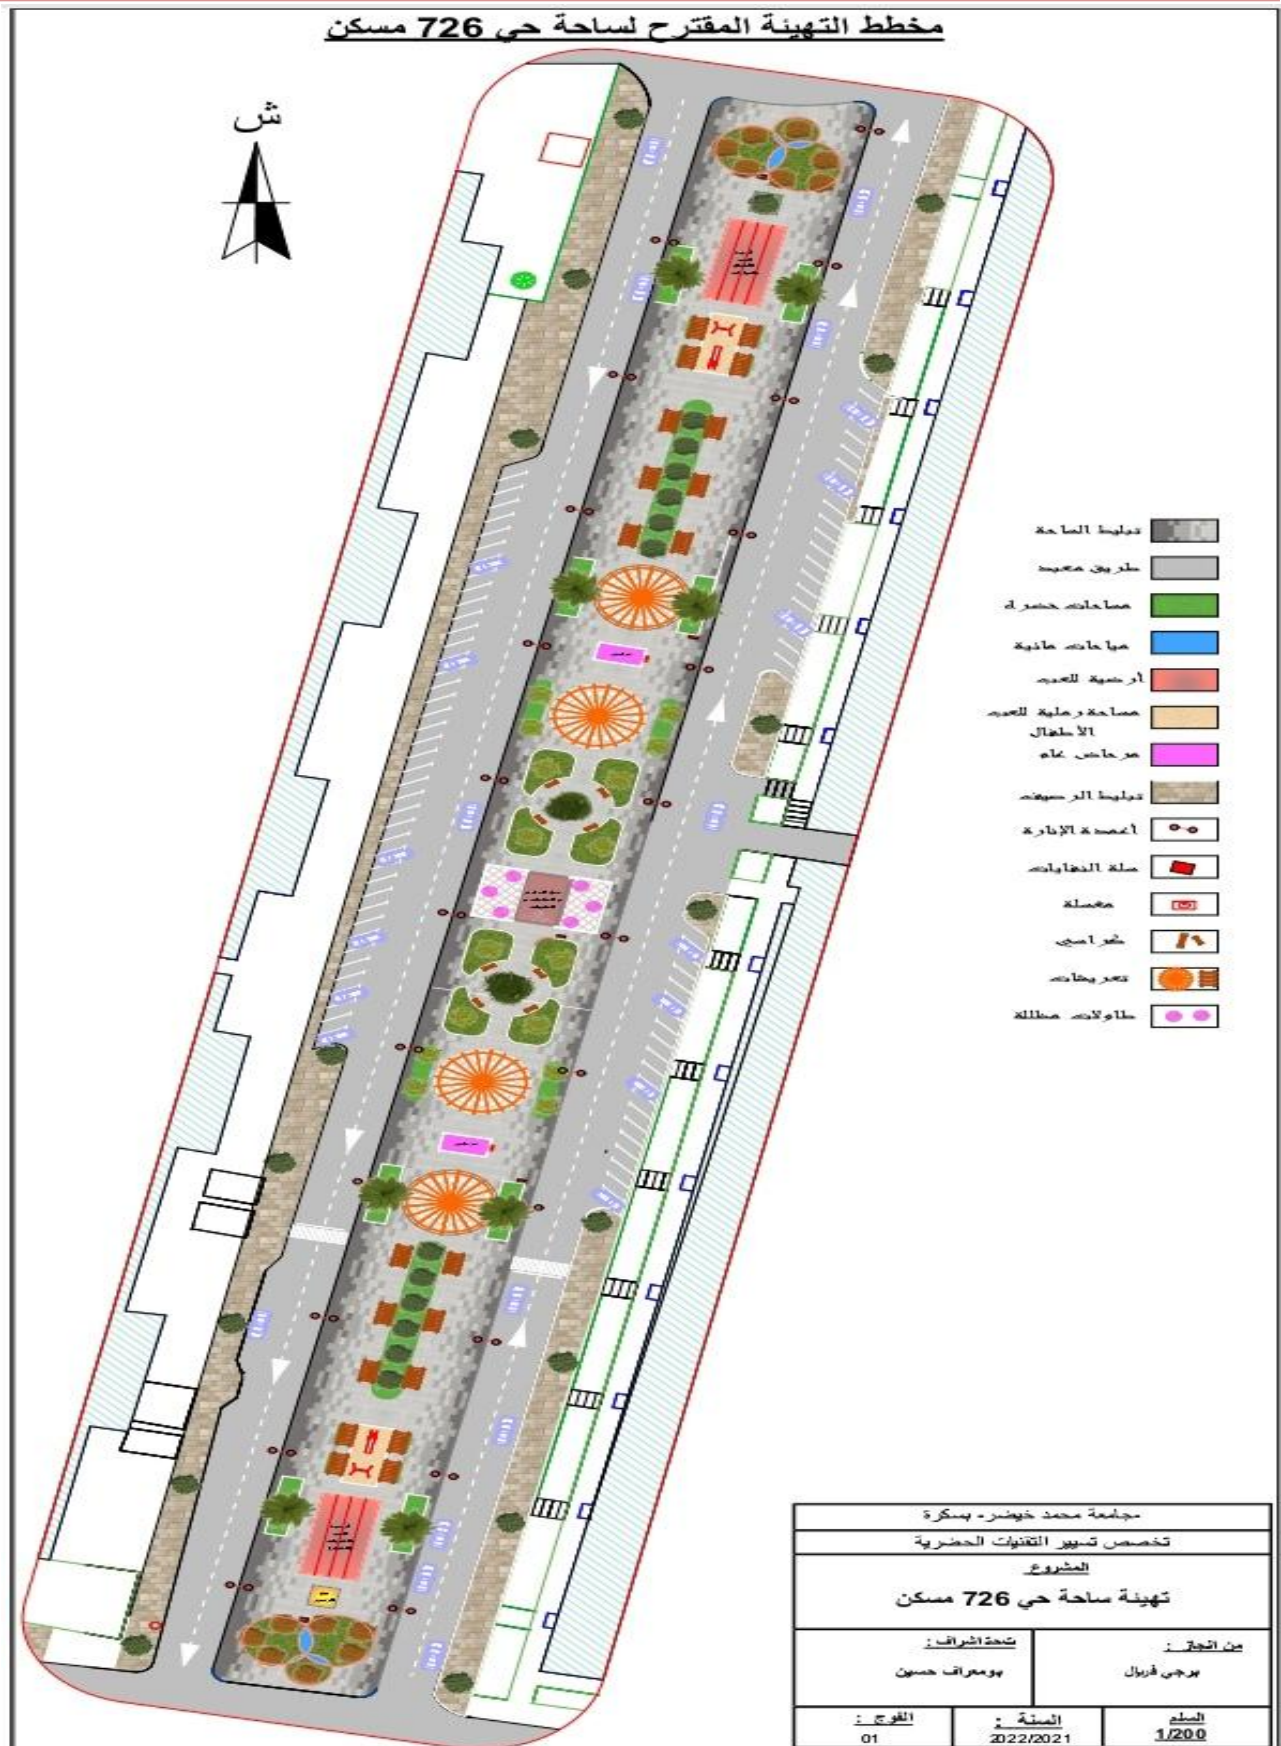 مخطط التهيئة المقترح لساحة حي 726 مسكن
ش
تبليط الساحة
طريق معبد
مساحات خضراء
مساحات مائية
أرضية للعب
مساحة رملية للعب
الأطفال
مرحاض عام
تبليط الرصيف
أعمدة الإنارة
سلة النفايات
مغسلة
كراسي
تعريشات
طاولات مظللة
جامعة محمد خيضر، بسكرة
تخصص تسيير التقنيات الحضرية
المشروع
تهيئة ساحة حي 726 مسكن
من انجاز :
برجي فريال
تحت اشراف :
بومعراف حسين
السلم
1/200
السنة :
2022/2021
الفوج :
01